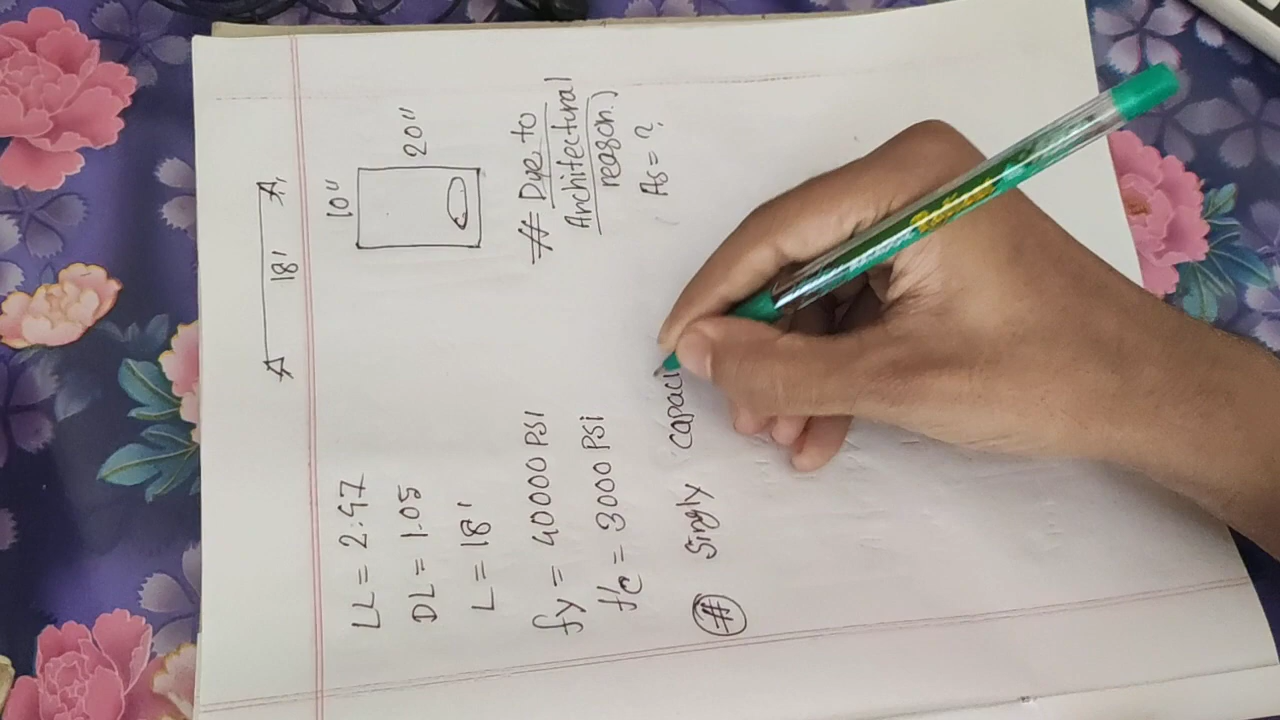 LL = 2.47
DL = 1.05
L = 18'
fy = 40000 PSI
f'c = 3000 PSi
18'
10"
20"
# Due to
Architectural
reason.)
As = ?
# Singly capaci